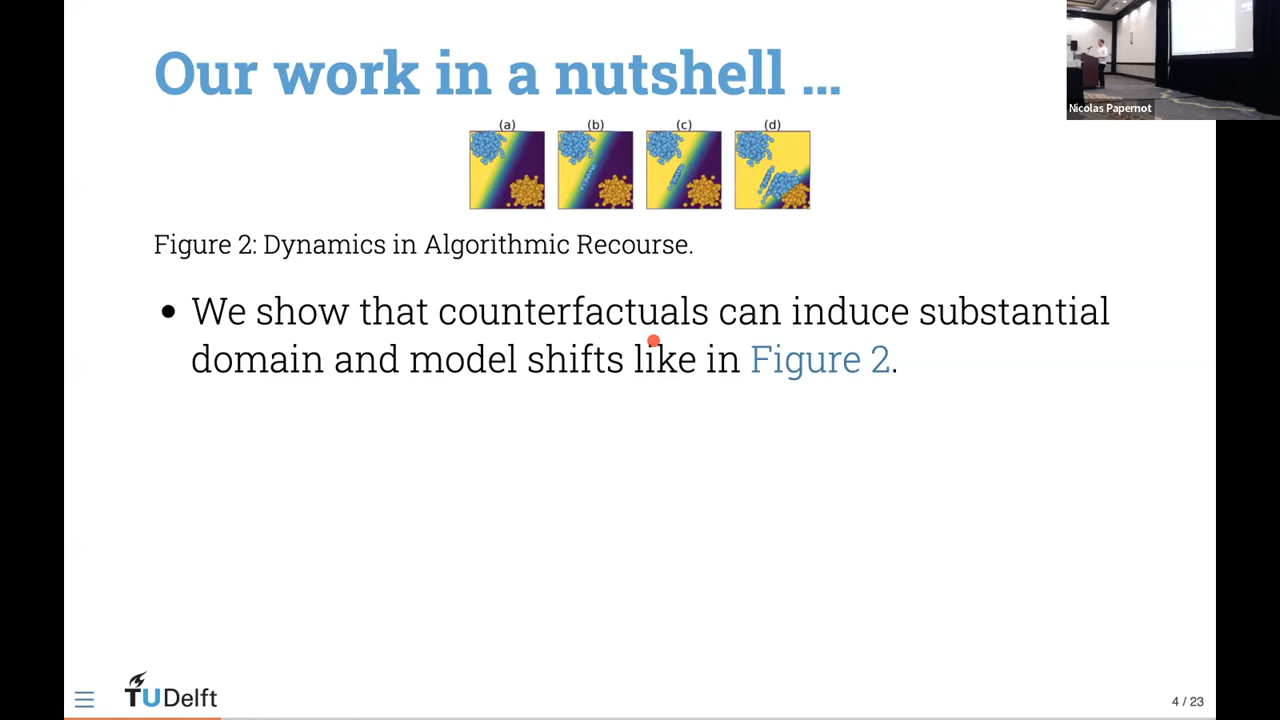 Our work in a nutshell ...
Nicolas Papernot
(a) (b) (c) (d)
Figure 2: Dynamics in Algorithmic Recourse.
• We show that counterfactuals can induce substantial
domain and model shifts like in Figure 2.
TUDelft
4 / 23